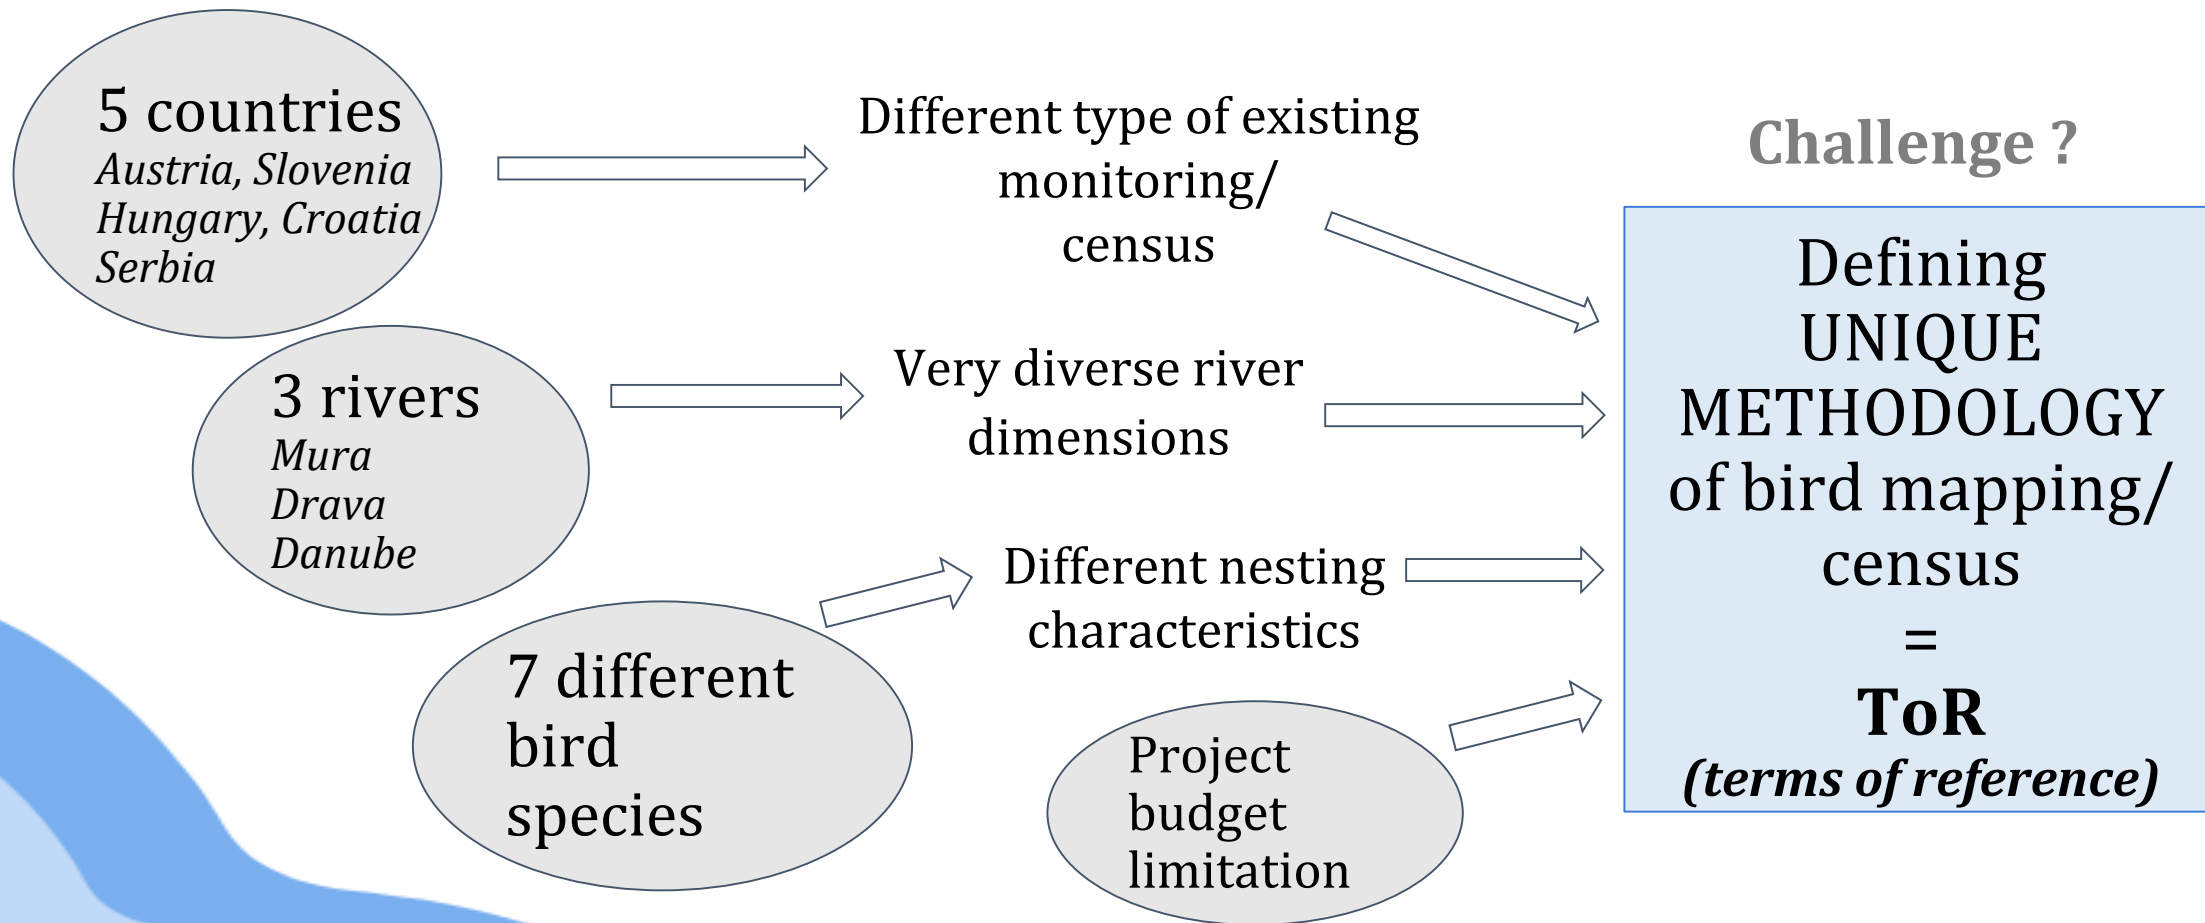 5 countries
Austria, Slovenia
Hungary, Croatia
Serbia
Different type of existing
monitoring/
census
3 rivers
Mura
Drava
Danube
Very diverse river
dimensions
7 different
bird
species
Different nesting
characteristics
Project
budget
limitation
Challenge ?
Defining
UNIQUE
METHODOLOGY
of bird mapping/
census
=
ToR
(terms of reference)